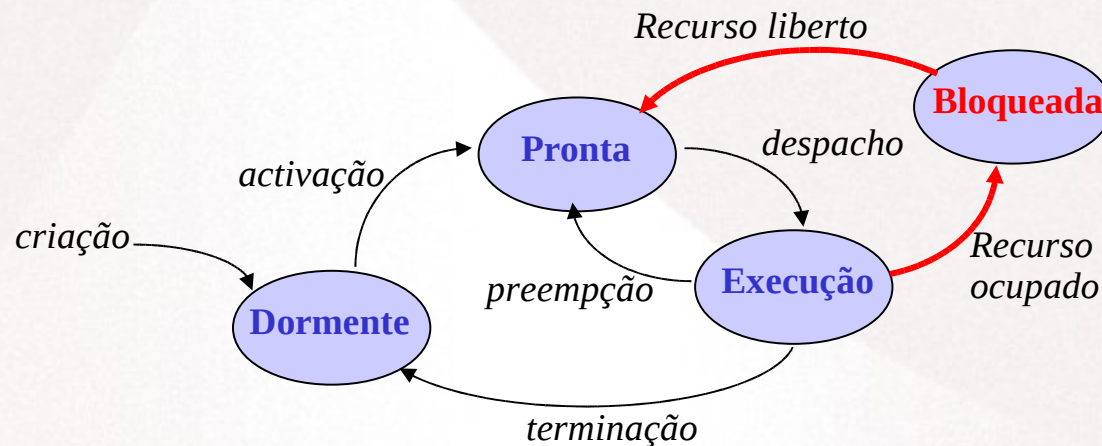 Recurso liberto
Bloqueada
Pronta
despacho
activação
criação
Recurso
ocupado
preempção
Execução
Dormente
terminação